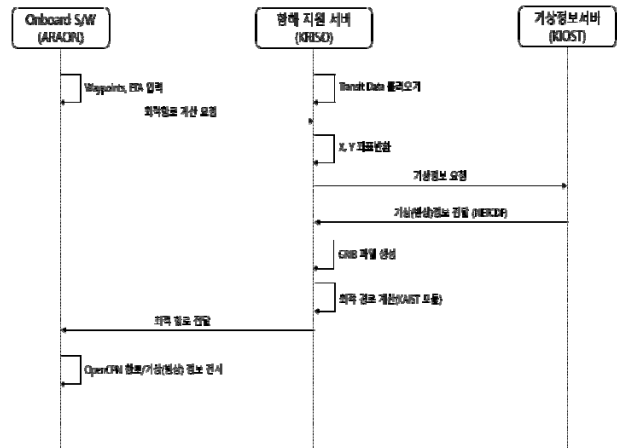 Onboard S/W
(ARAON)
항해 지원 서버
(KRISO)
기상정보서버
(KIOST)
Waypoints, ETA 입력
Transit Data 불러오기
최적항로 계산 요청
X, Y 좌표변환
기상정보 요청
기상(빙상)정보 전달 (NETCDF)
GRIB 파일 생성
최적 경로 계산(KAIST 모듈)
최적 항로 전달
OpenCPN 항로/기상(빙상) 정보 전시